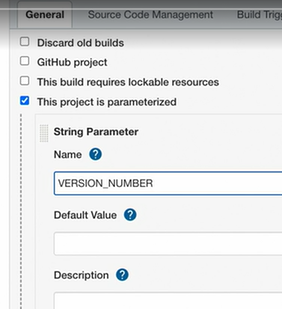 General Source Code Management Build Trigg
Discard old builds
GitHub project
This build requires lockable resources
This project is parameterized
String Parameter
Name ?
VERSION_NUMBER
Default Value ?
Description ?